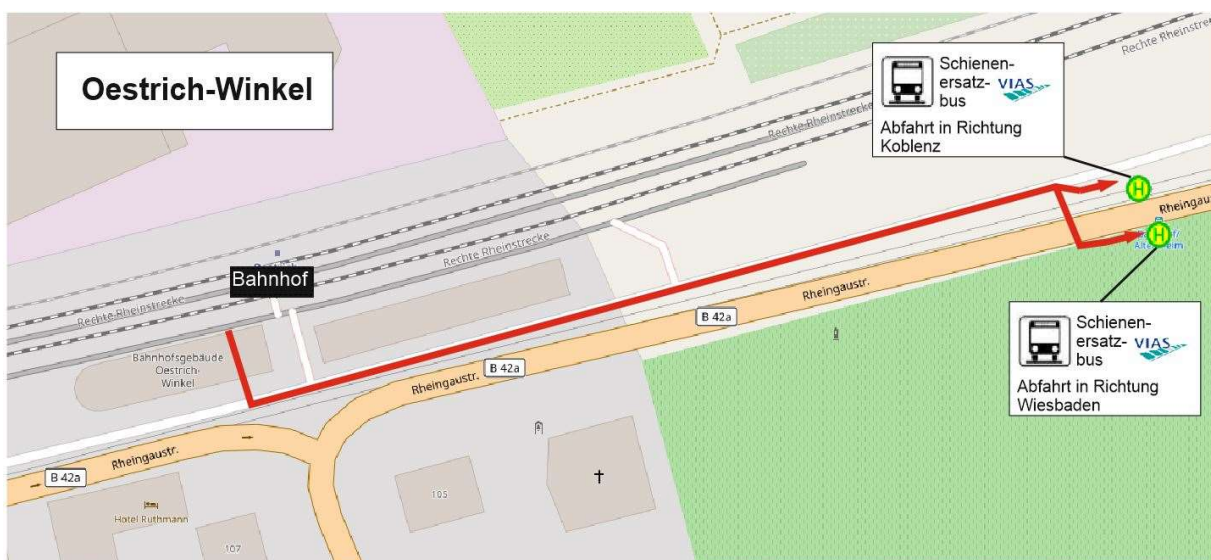 Oestrich-Winkel
Schienen-
ersatz-
bus
VIAS
Abfahrt in Richtung
Koblenz
Rechte Rheinstrecke
Rechte Rheinstrecke
Rechte Rheinstrecke
Rechte Rheinstrecke
Bahnhof
H
H
Rheingaustr.
Rheingaustr.
B 42a
Bahnhofsgebäude
Oestrich-
Winkel
Rheingaustr.
B 42a
Schienen-
ersatz-
bus
VIAS
Abfahrt in Richtung
Wiesbaden
Rheingaustr.
B 42a
Hotel Ruthmann
105
107